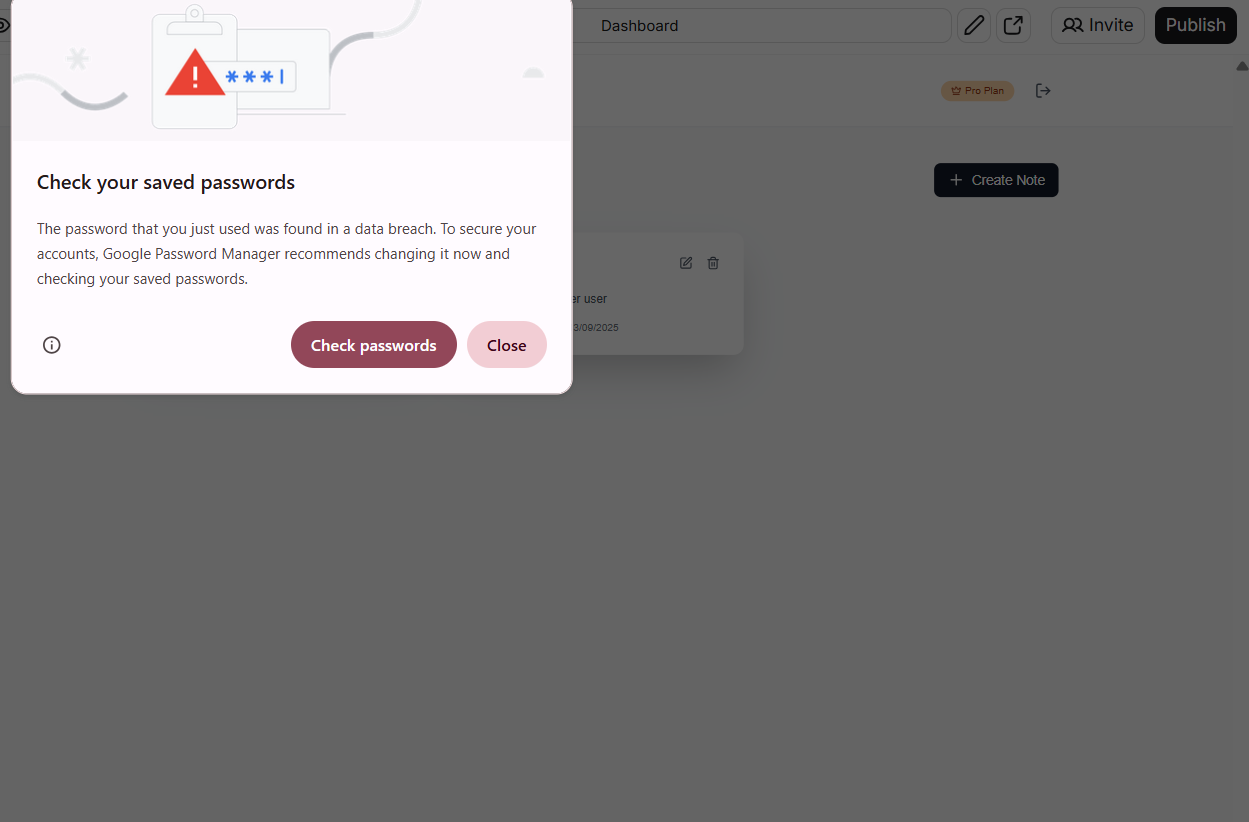 Dashboard
Invite
Publish
Pro Plan
Create Note
***|
Check your saved passwords
The password that you just used was found in a data breach. To secure your
accounts, Google Password Manager recommends changing it now and
checking your saved passwords.
user
3/09/2025
Check passwords
Close